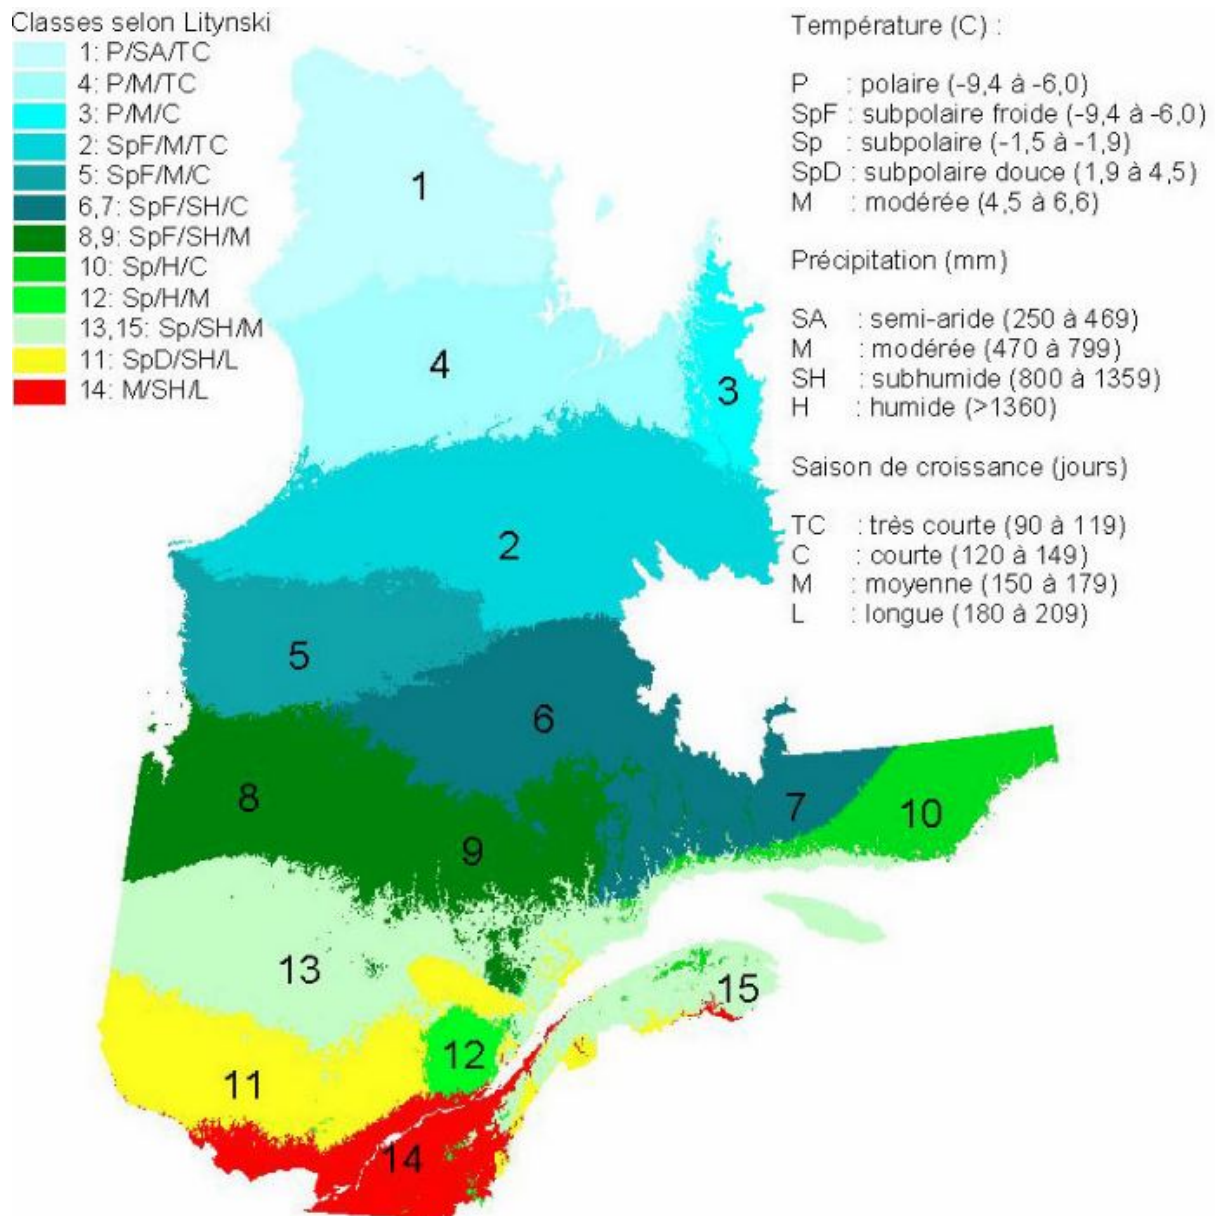 Classes selon Litynski
1: P/SA/TC
4: P/M/TC
3: P/M/C
2: SpF/M/TC
5: SpF/M/C
6,7: SpF/SH/C
8,9: SpF/SH/M
10: Sp/H/C
12: Sp/H/M
13,15: Sp/SH/M
11: SpD/SH/L
14: M/SH/L
Température (C) :
P : polaire (-9,4 à -6,0)
SpF : subpolaire froide (-9,4 à -6,0)
Sp : subpolaire (-1,5 à -1,9)
SpD : subpolaire douce (1,9 à 4,5)
M : modérée (4,5 à 6,6)
Précipitation (mm)
SA : semi-aride (250 à 469)
M : modérée (470 à 799)
SH : subhumide (800 à 1359)
H : humide (>1360)
Saison de croissance (jours)
TC : très courte (90 à 119)
C : courte (120 à 149)
M : moyenne (150 à 179)
L : longue (180 à 209)
1
4
3
2
5
6
8
7
10
9
13
15
12
11
14